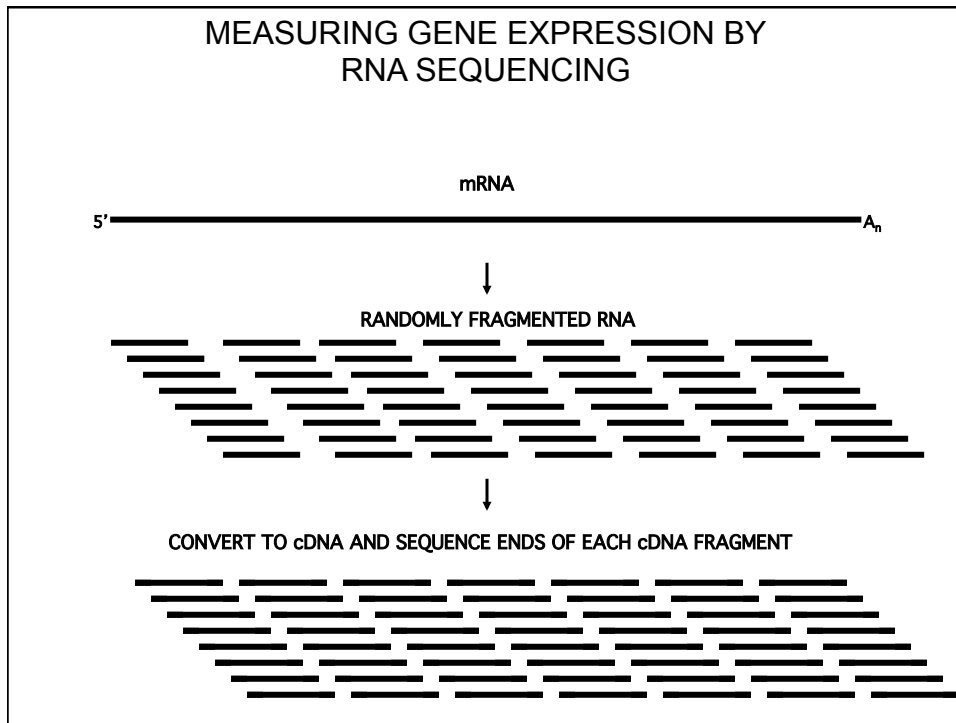 MEASURING GENE EXPRESSION BY
RNA SEQUENCING
mRNA
5' Aₙ
RANDOMLY FRAGMENTED RNA
CONVERT TO cDNA AND SEQUENCE ENDS OF EACH cDNA FRAGMENT